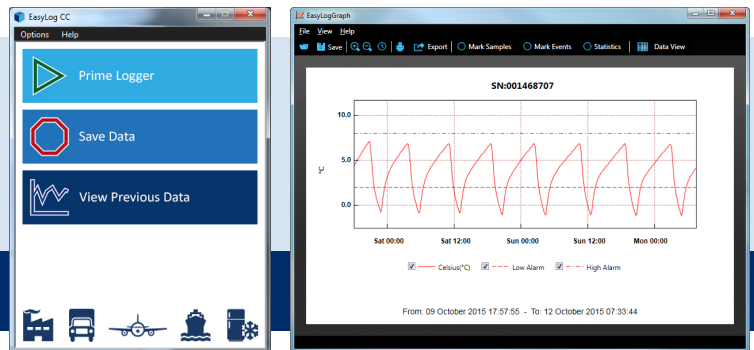 EasyLog CC
Options Help
Prime Logger
Save Data
View Previous Data
EasyLogGraph
File View Help
Save Export Mark Samples Mark Events Statistics Data View
SN:001468707
10.0
5.0
0.0
°C
Sat 00:00 Sat 12:00 Sun 00:00 Sun 12:00 Mon 00:00
Celsius(°C) Low Alarm High Alarm
From: 09 October 2015 17:57:55 - To: 12 October 2015 07:33:44